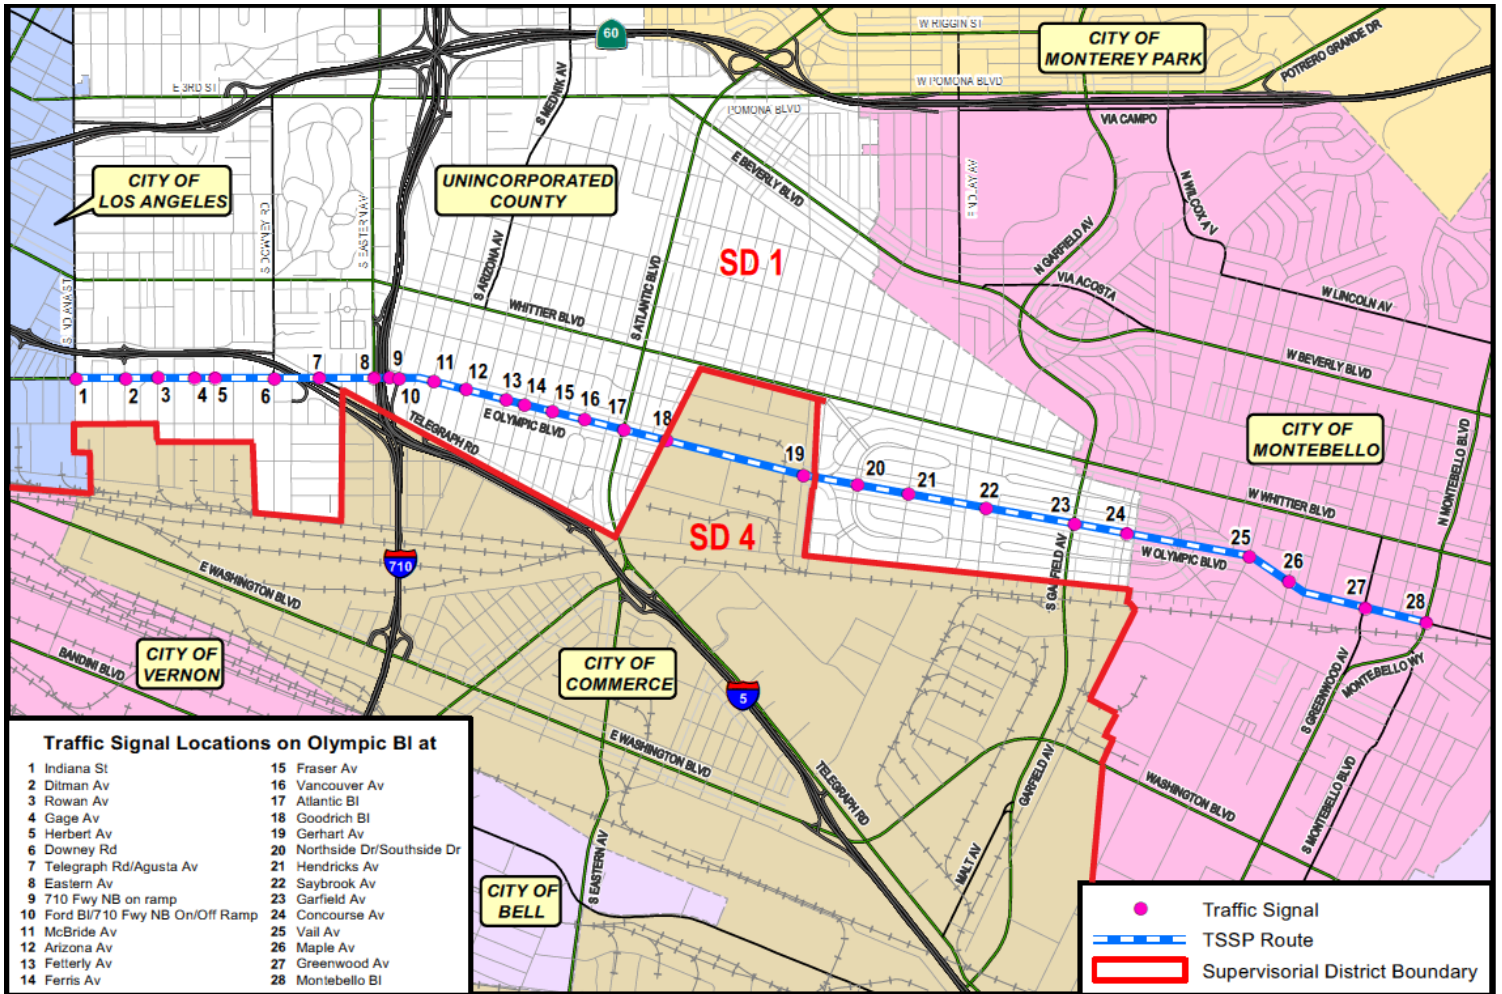 60
W RIGGIN ST
CITY OF
MONTEREY PARK
POTRERO GRANDE DR
E 3RD ST
S MEDNIK AV
W POMONA BLVD
POMONA BLVD
VIA CAMPO
CITY OF
LOS ANGELES
UNINCORPORATED
COUNTY
E BEVERLY BLVD
N WILCOX AV
S DOWNEY RD
S EASTERN AV
S ARIZONA AV
SD 1
N GARFIELD AV
VIA ACOSTA
W LINCOLN AV
S INDIANA ST
WHITTIER BLVD
S ATLANTIC BLVD
W BEVERLY BLVD
1
2
3
4
5
6
7
8
9
10
11
12
13
14
15
16
17
18
19
20
21
22
23
24
25
26
27
28
TELEGRAPH RD
E OLYMPIC BLVD
CITY OF
MONTEBELLO
N MONTEBELLO BLVD
W WHITTIER BLVD
SD 4
W OLYMPIC BLVD
S GARFIELD AV
710
E WASHINGTON BLVD
CITY OF
VERNON
BANDINI BLVD
CITY OF
COMMERCE
5
S GREENWOOD AV
MONTEBELLO WY
E WASHINGTON BLVD
TELEGRAPH RD
GARFIELD AV
WASHINGTON BLVD
S MONTEBELLO BLVD
MALT AV
S EASTERN AV
CITY OF
BELL
Traffic Signal Locations on Olympic Bl at
1 Indiana St
2 Ditman Av
3 Rowan Av
4 Gage Av
5 Herbert Av
6 Downey Rd
7 Telegraph Rd/Agusta Av
8 Eastern Av
9 710 Fwy NB on ramp
10 Ford Bl/710 Fwy NB On/Off Ramp
11 McBride Av
12 Arizona Av
13 Fetterly Av
14 Ferris Av
15 Fraser Av
16 Vancouver Av
17 Atlantic Bl
18 Goodrich Bl
19 Gerhart Av
20 Northside Dr/Southside Dr
21 Hendricks Av
22 Saybrook Av
23 Garfield Av
24 Concourse Av
25 Vail Av
26 Maple Av
27 Greenwood Av
28 Montebello Bl
Traffic Signal
TSSP Route
Supervisorial District Boundary